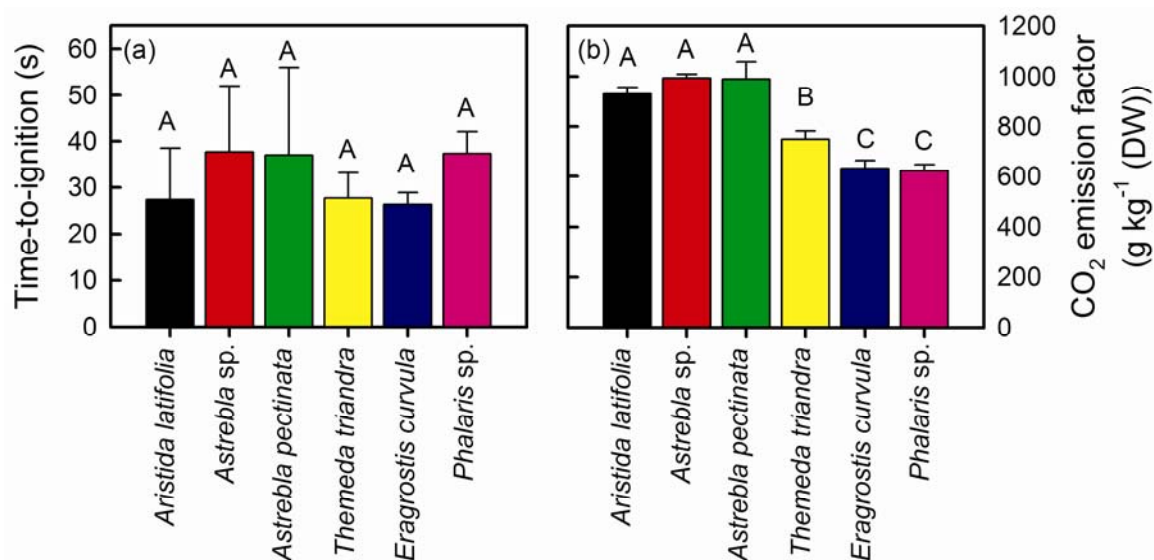 Time-to-ignition (s)
60
50
40
30
20
10
0
(a)
A
A
A
A
A
A
Aristida latifolia
Astrebla sp.
Astrebla pectinata
Themeda triandra
Eragrostis curvula
Phalaris sp.
(b)
A
A
A
B
C
C
Aristida latifolia
Astrebla sp.
Astrebla pectinata
Themeda triandra
Eragrostis curvula
Phalaris sp.
1200
1000
800
600
400
200
0
CO₂ emission factor
(g kg⁻¹ (DW))